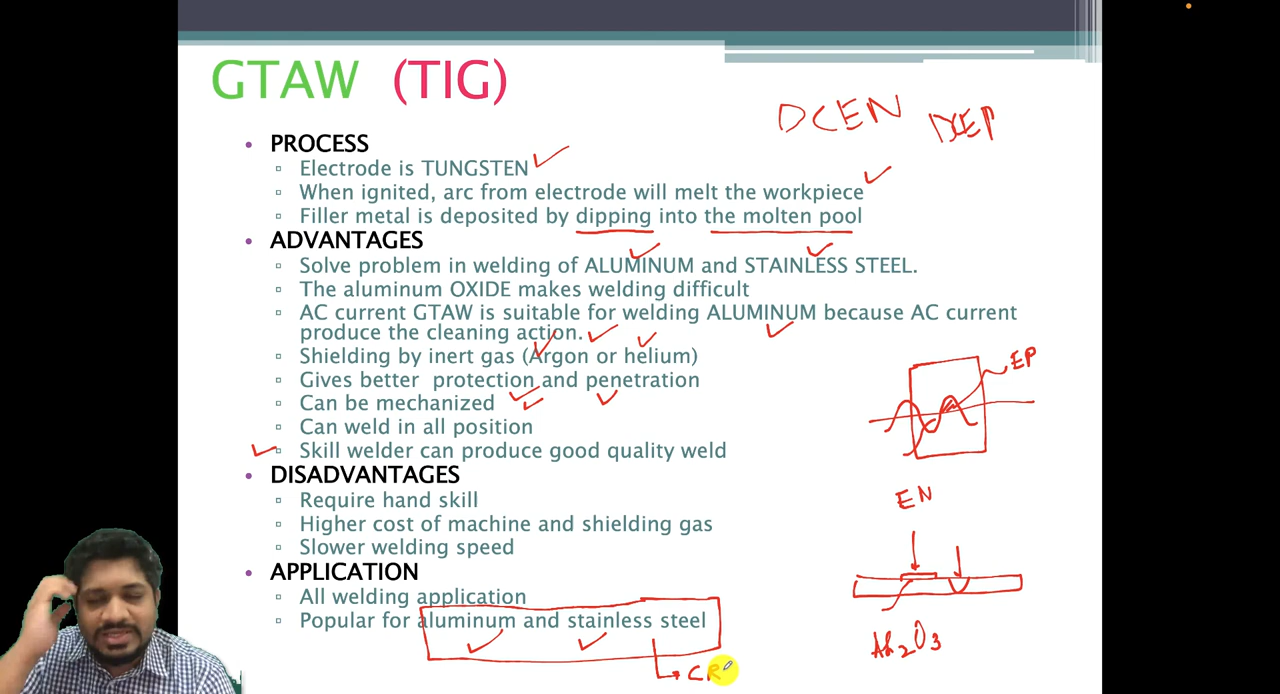 GTAW (TIG)
DCEN DCEP
• PROCESS
▫ Electrode is TUNGSTEN
▫ When ignited, arc from electrode will melt the workpiece
▫ Filler metal is deposited by dipping into the molten pool
• ADVANTAGES
▫ Solve problem in welding of ALUMINUM and STAINLESS STEEL.
▫ The aluminum OXIDE makes welding difficult
▫ AC current GTAW is suitable for welding ALUMINUM because AC current
produce the cleaning action.
▫ Shielding by inert gas (Argon or helium)
▫ Gives better protection and penetration
▫ Can be mechanized
▫ Can weld in all position
▫ Skill welder can produce good quality weld
• DISADVANTAGES
▫ Require hand skill
▫ Higher cost of machine and shielding gas
▫ Slower welding speed
• APPLICATION
▫ All welding application
▫ Popular for aluminum and stainless steel
EP
EN
Al2O3
CR